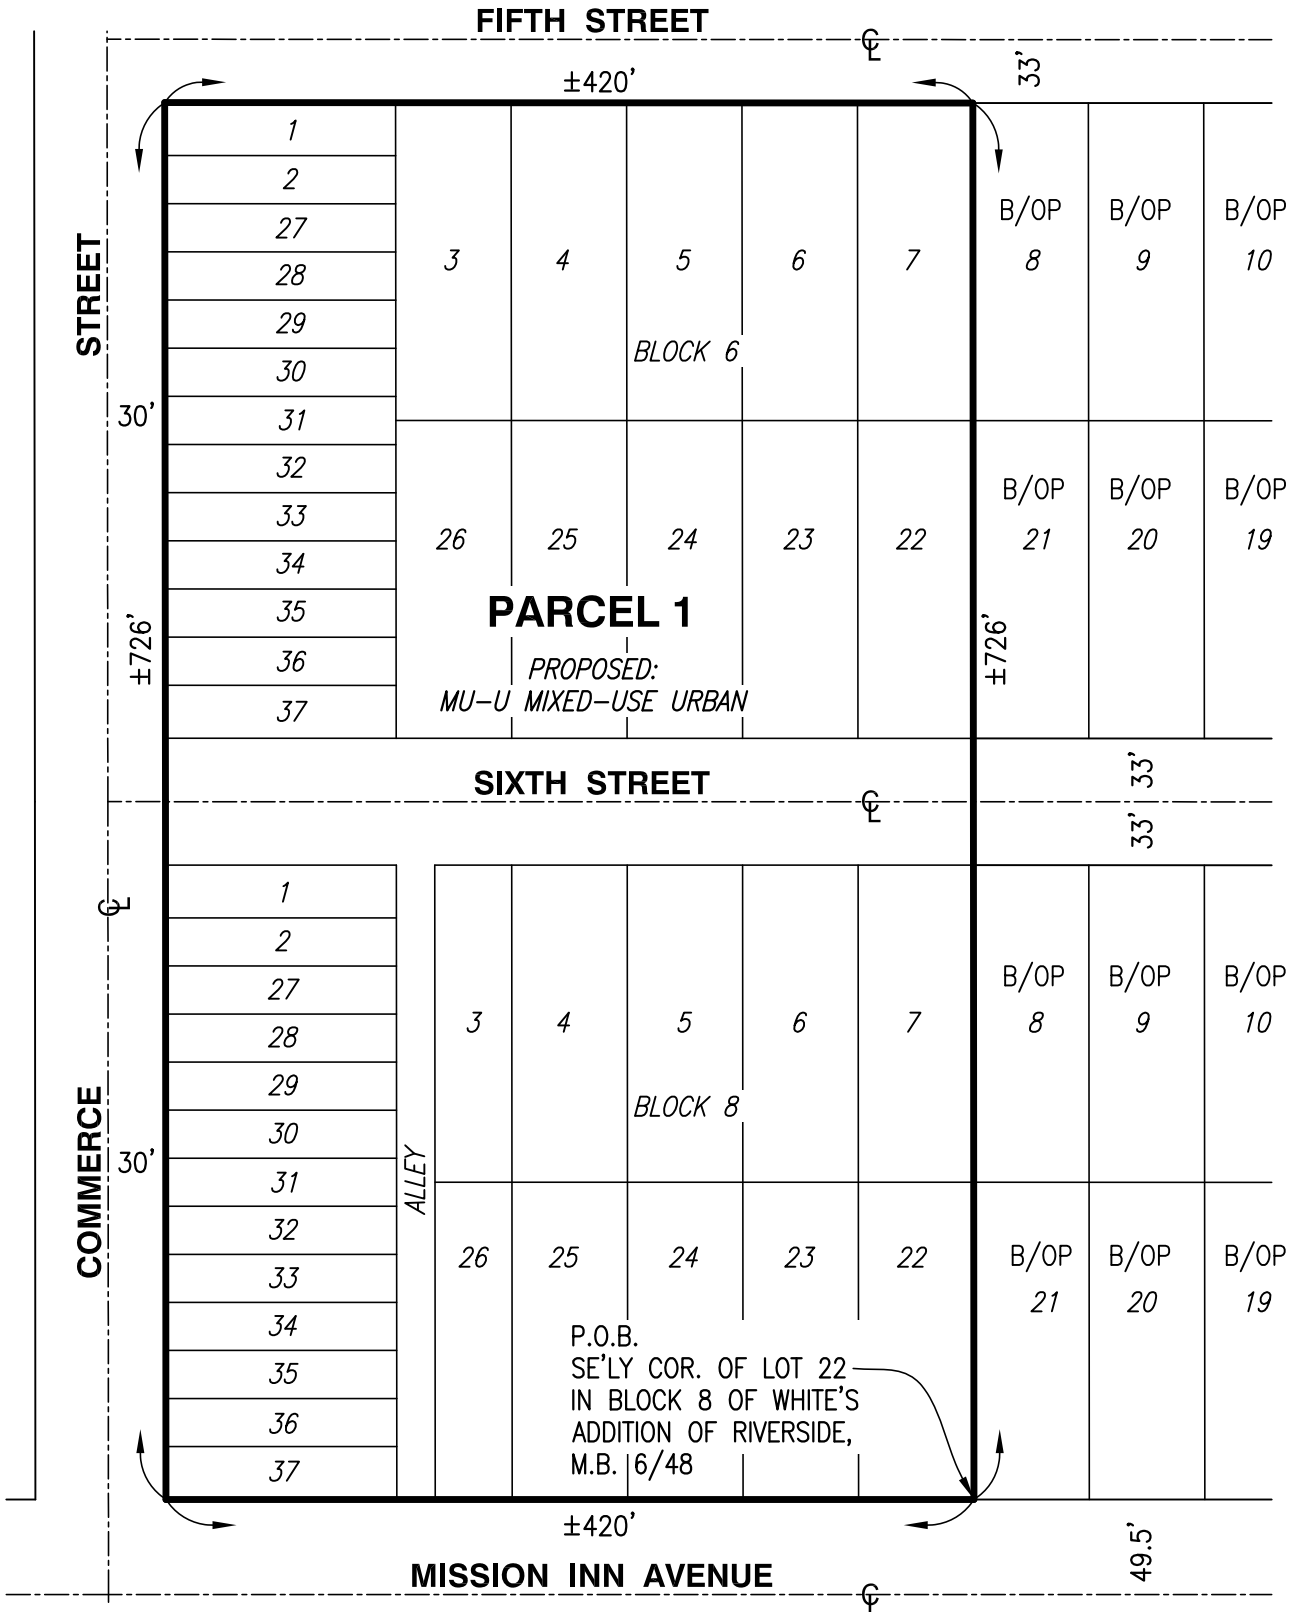 FIFTH STREET
℄
33'
±420'
1
2
27
28
29
30
31
32
33
34
35
36
37
3
4
5
6
7
B/OP
8
B/OP
9
B/OP
10
BLOCK 6
STREET
30'
±726'
26
25
24
23
22
B/OP
21
B/OP
20
B/OP
19
PARCEL 1
PROPOSED:
MU-U MIXED-USE URBAN
±726'
SIXTH STREET
℄
33'
33'
℄
1
2
27
28
29
30
31
32
33
34
35
36
37
ALLEY
3
4
5
6
7
B/OP
8
B/OP
9
B/OP
10
BLOCK 8
COMMERCE
30'
26
25
24
23
22
B/OP
21
B/OP
20
B/OP
19
P.O.B.
SE'LY COR. OF LOT 22
IN BLOCK 8 OF WHITE'S
ADDITION OF RIVERSIDE,
M.B. 6/48
±420'
49.5'
MISSION INN AVENUE
℄